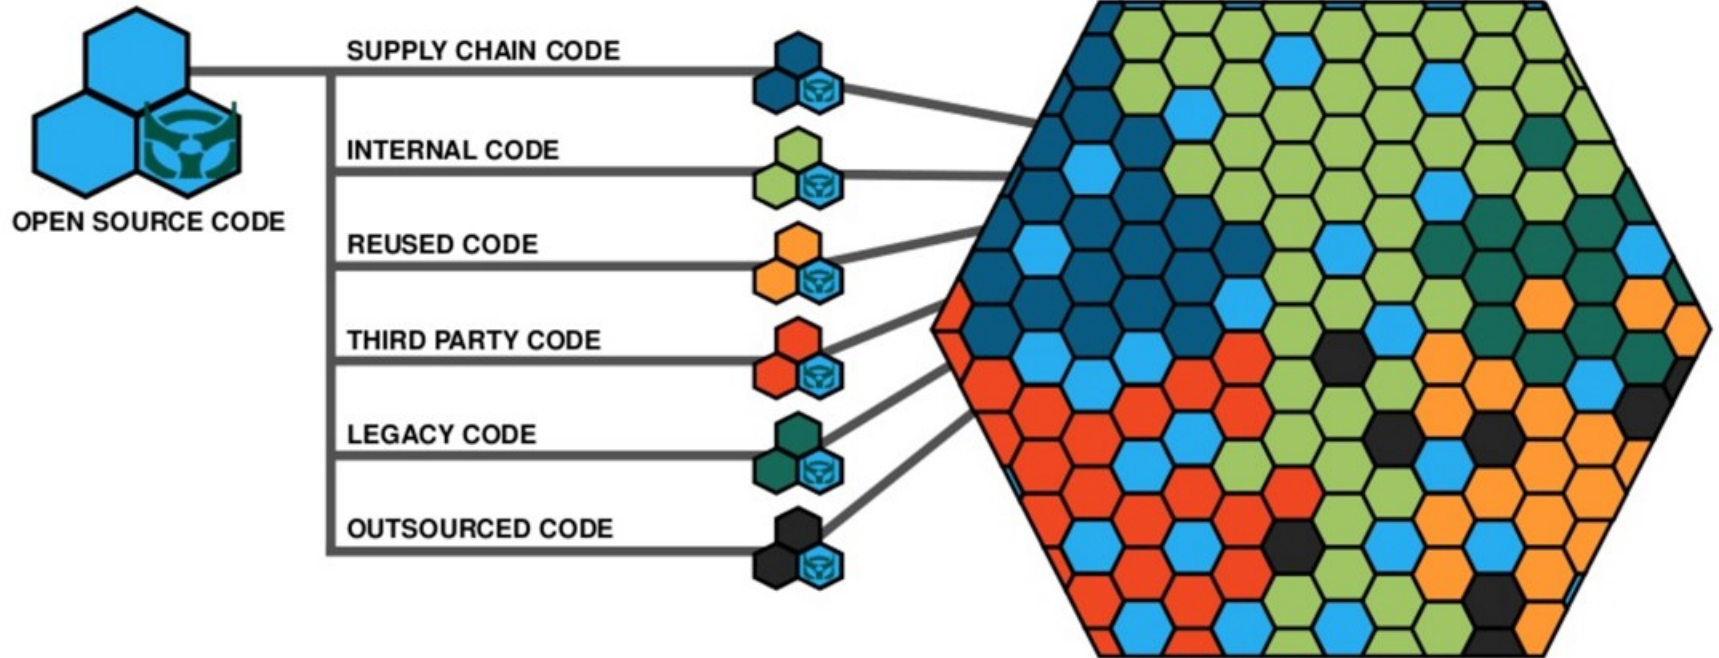 SUPPLY CHAIN CODE
INTERNAL CODE
OPEN SOURCE CODE
REUSED CODE
THIRD PARTY CODE
LEGACY CODE
OUTSOURCED CODE